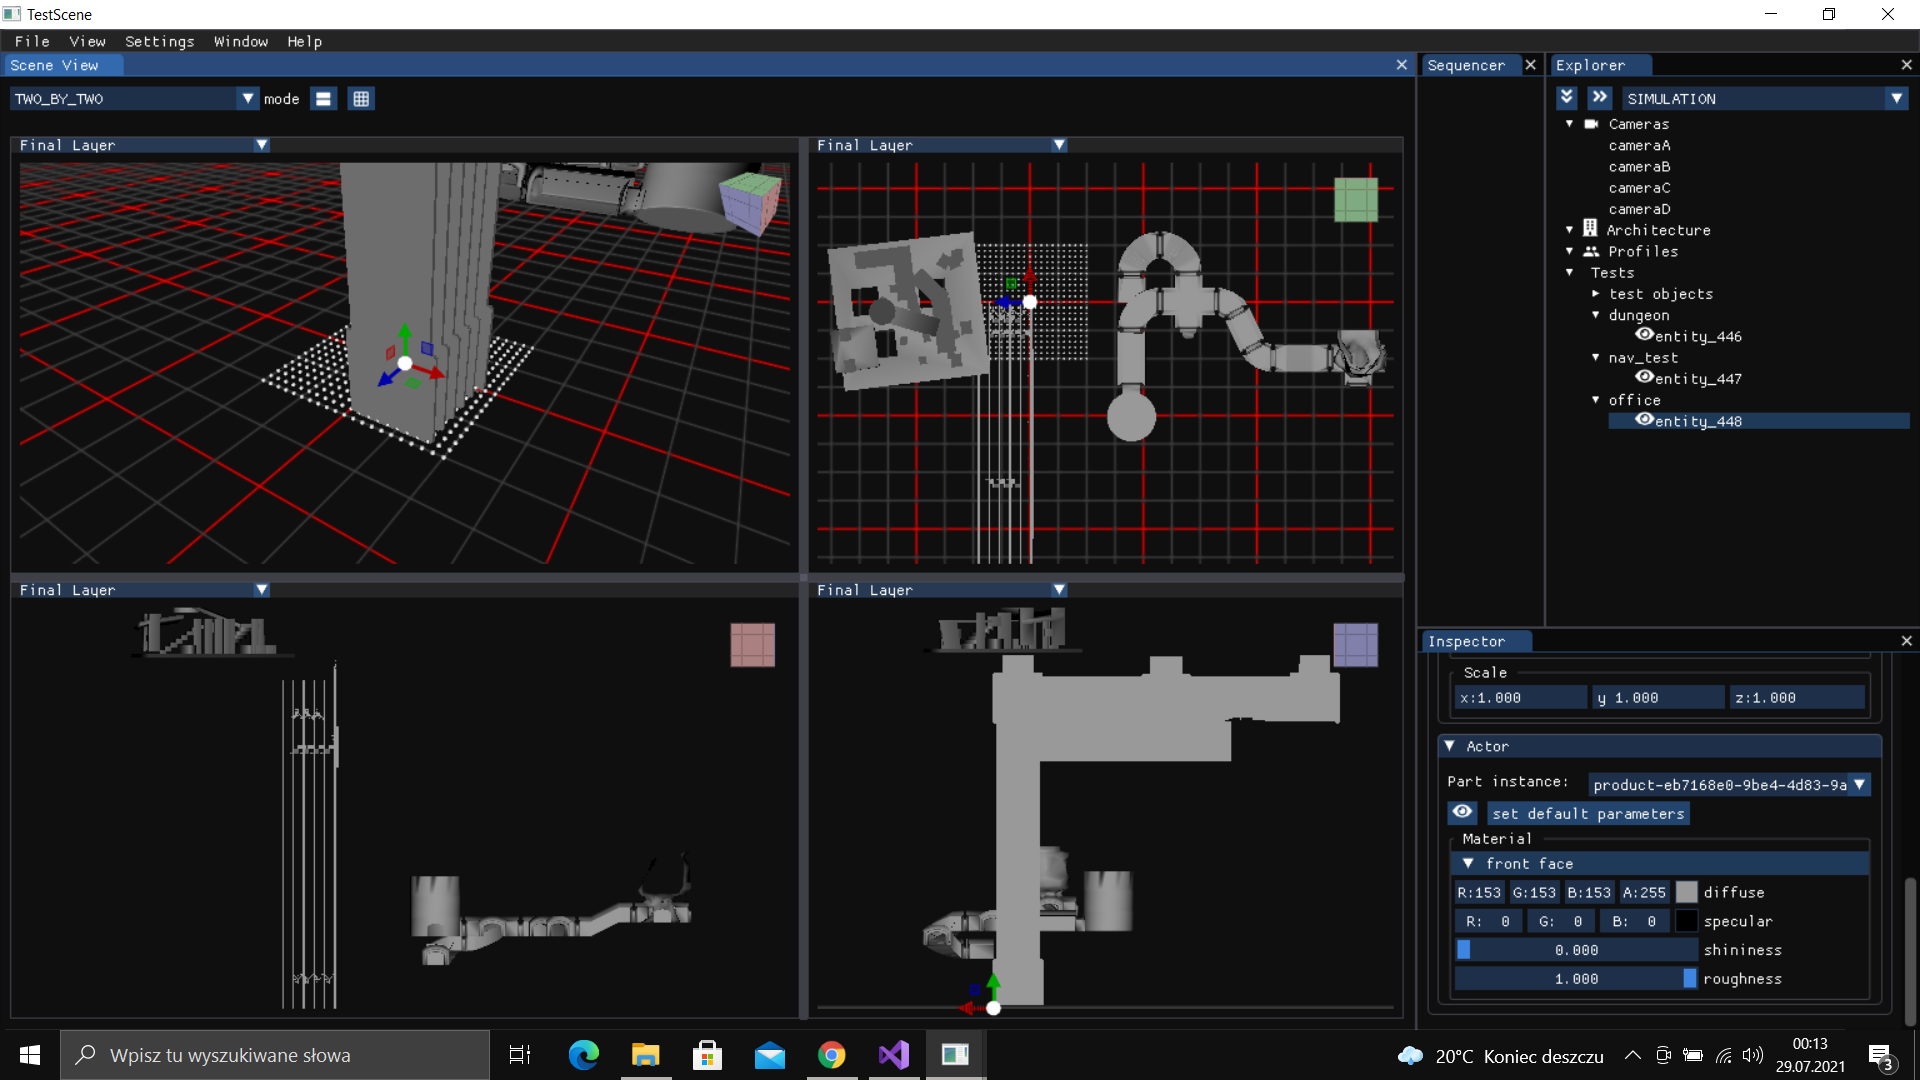 TestScene
File View Settings Window Help
Scene View
Sequencer
Explorer
TWO_BY_TWO mode
SIMULATION
Cameras
cameraA
cameraB
cameraC
cameraD
Architecture
Profiles
Tests
test objects
dungeon
entity_446
nav_test
entity_447
office
entity_448
Final Layer
Final Layer
Final Layer
Final Layer
Inspector
Scale
x:1.000 y 1.000 z:1.000
Actor
Part instance: product-eb7168e0-9be4-4d83-9a
set default parameters
Material
front face
R:153 G:153 B:153 A:255 diffuse
R: 0 G: 0 B: 0 specular
0.000 shininess
1.000 roughness
Wpisz tu wyszukiwane słowa
20°C Koniec deszczu
00:13
29.07.2021
3